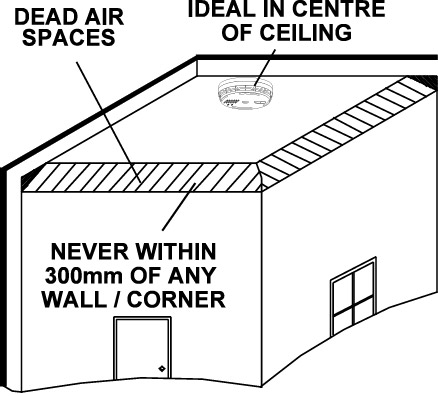 DEAD AIR
SPACES
IDEAL IN CENTRE
OF CEILING
NEVER WITHIN
300mm OF ANY
WALL / CORNER